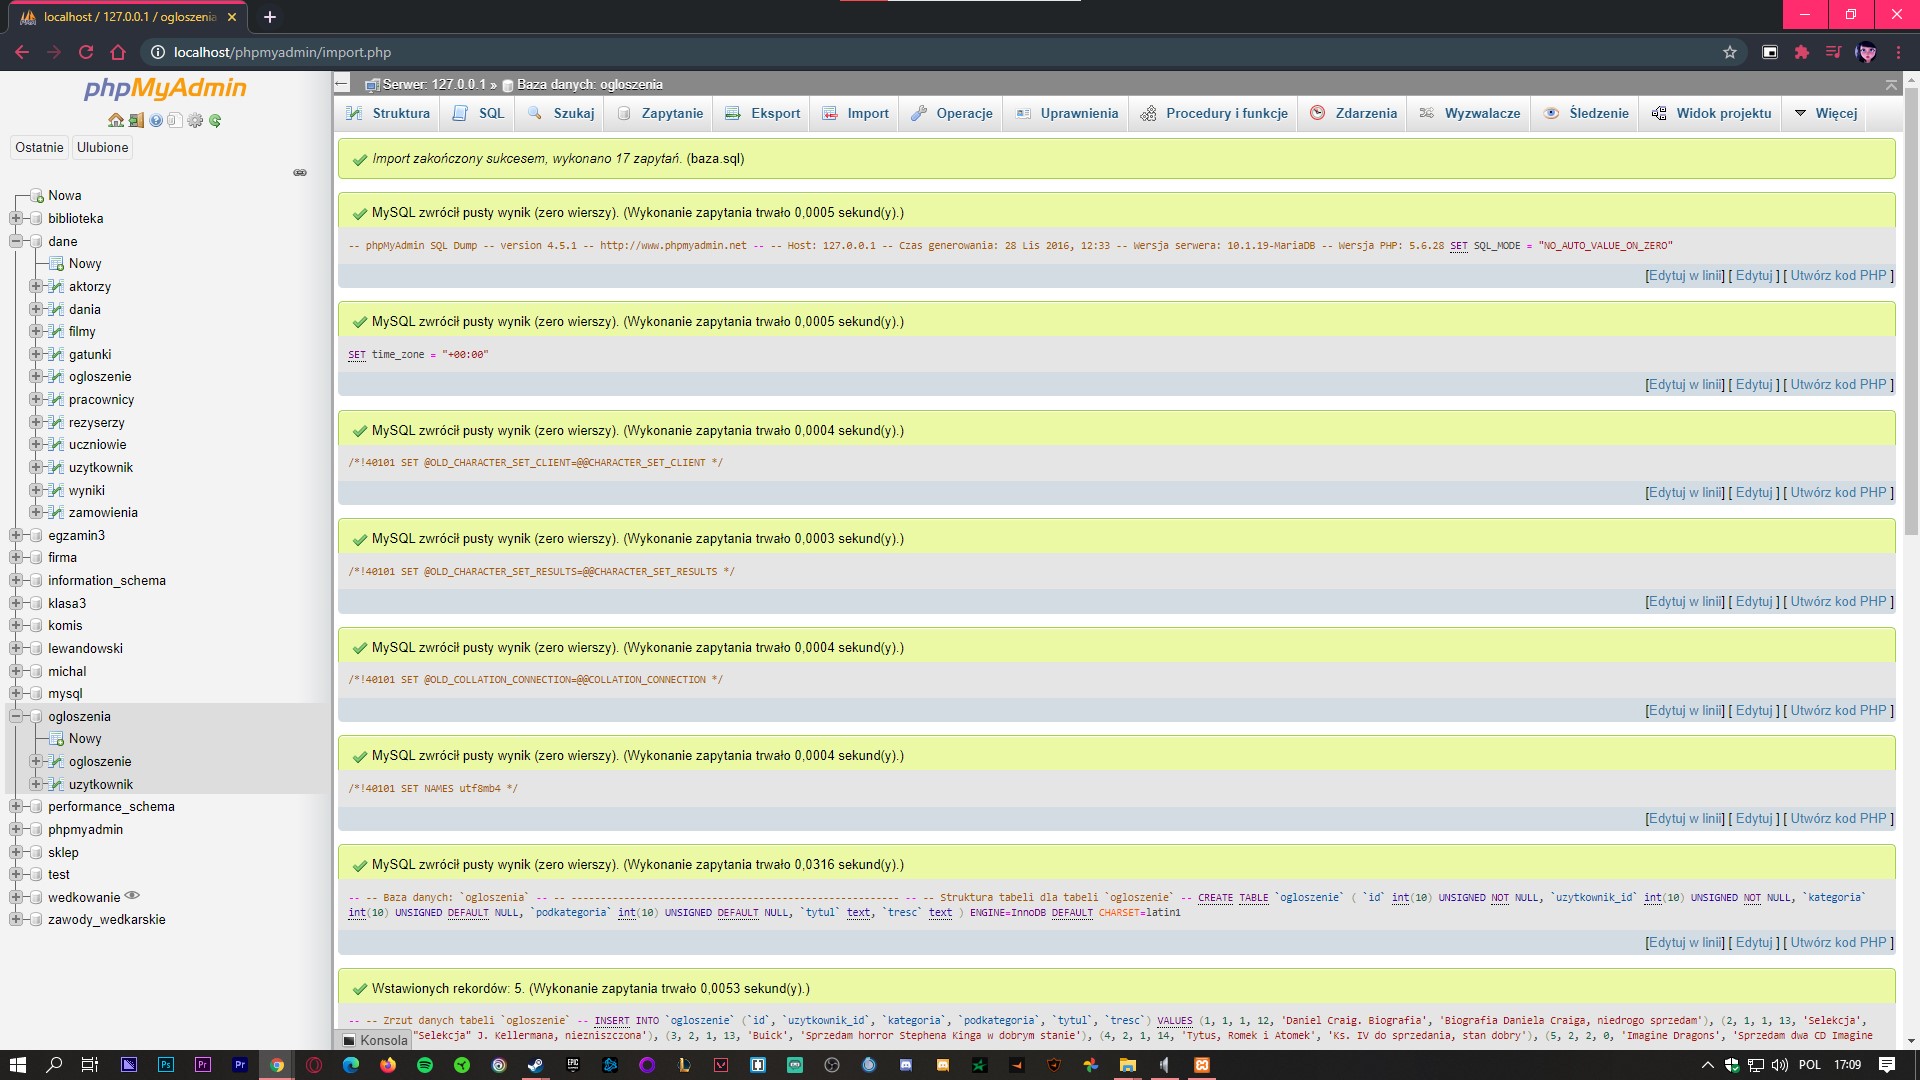 localhost / 127.0.0.1 / ogloszenia
localhost/phpmyadmin/import.php
phpMyAdmin
Ostatnie
Ulubione
Nowa
biblioteka
dane
Nowy
aktorzy
dania
filmy
gatunki
ogloszenie
pracownicy
rezyserzy
uczniowie
uzytkownik
wyniki
zamowienia
egzamin3
firma
information_schema
klasa3
komis
lewandowski
michal
mysql
ogloszenia
Nowy
ogloszenie
uzytkownik
performance_schema
phpmyadmin
sklep
test
wedkowanie
zawody_wedkarskie
Serwer: 127.0.0.1 » Baza danych: ogloszenia
Struktura SQL Szukaj Zapytanie Eksport Import Operacje Uprawnienia Procedury i funkcje Zdarzenia Wyzwalacze Śledzenie Widok projektu Więcej
Import zakończony sukcesem, wykonano 17 zapytań. (baza.sql)
MySQL zwrócił pusty wynik (zero wierszy). (Wykonanie zapytania trwało 0,0005 sekund(y).)
-- phpMyAdmin SQL Dump -- version 4.5.1 -- http://www.phpmyadmin.net -- -- Host: 127.0.0.1 -- Czas generowania: 28 Lis 2016, 12:33 -- Wersja serwera: 10.1.19-MariaDB -- Wersja PHP: 5.6.28 SET SQL_MODE = "NO_AUTO_VALUE_ON_ZERO"
[Edytuj w linii] [ Edytuj ] [ Utwórz kod PHP ]
MySQL zwrócił pusty wynik (zero wierszy). (Wykonanie zapytania trwało 0,0005 sekund(y).)
SET time_zone = "+00:00"
[Edytuj w linii] [ Edytuj ] [ Utwórz kod PHP ]
MySQL zwrócił pusty wynik (zero wierszy). (Wykonanie zapytania trwało 0,0004 sekund(y).)
/*!40101 SET @OLD_CHARACTER_SET_CLIENT=@@CHARACTER_SET_CLIENT */
[Edytuj w linii] [ Edytuj ] [ Utwórz kod PHP ]
MySQL zwrócił pusty wynik (zero wierszy). (Wykonanie zapytania trwało 0,0003 sekund(y).)
/*!40101 SET @OLD_CHARACTER_SET_RESULTS=@@CHARACTER_SET_RESULTS */
[Edytuj w linii] [ Edytuj ] [ Utwórz kod PHP ]
MySQL zwrócił pusty wynik (zero wierszy). (Wykonanie zapytania trwało 0,0004 sekund(y).)
/*!40101 SET @OLD_COLLATION_CONNECTION=@@COLLATION_CONNECTION */
[Edytuj w linii] [ Edytuj ] [ Utwórz kod PHP ]
MySQL zwrócił pusty wynik (zero wierszy). (Wykonanie zapytania trwało 0,0004 sekund(y).)
/*!40101 SET NAMES utf8mb4 */
[Edytuj w linii] [ Edytuj ] [ Utwórz kod PHP ]
MySQL zwrócił pusty wynik (zero wierszy). (Wykonanie zapytania trwało 0,0316 sekund(y).)
-- -- Baza danych: `ogloszenia` -- -- -------------------------------------------------------- -- -- Struktura tabeli dla tabeli `ogloszenie` -- CREATE TABLE `ogloszenie` ( `id` int(10) UNSIGNED NOT NULL, `uzytkownik_id` int(10) UNSIGNED NOT NULL, `kategoria`
int(10) UNSIGNED DEFAULT NULL, `podkategoria` int(10) UNSIGNED DEFAULT NULL, `tytul` text, `tresc` text ) ENGINE=InnoDB DEFAULT CHARSET=latin1
[Edytuj w linii] [ Edytuj ] [ Utwórz kod PHP ]
Wstawionych rekordów: 5. (Wykonanie zapytania trwało 0,0053 sekund(y).)
-- -- Zrzut danych tabeli `ogloszenie` -- INSERT INTO `ogloszenie` (`id`, `uzytkownik_id`, `kategoria`, `podkategoria`, `tytul`, `tresc`) VALUES (1, 1, 1, 12, 'Daniel Craig. Biografia', 'Biografia Daniela Craiga, niedrogo sprzedam'), (2, 1, 1, 13, 'Selekcja',
"Selekcja" J. Kellermana, niezniszczona'), (3, 2, 1, 13, 'Buick', 'Sprzedam horror Stephena Kinga w dobrym stanie'), (4, 2, 1, 14, 'Tytus, Romek i Atomek', 'Ks. IV do sprzedania, stan dobry'), (5, 2, 2, 0, 'Imagine Dragons', 'Sprzedam dwa CD Imagine
Konsola
POL 17:09